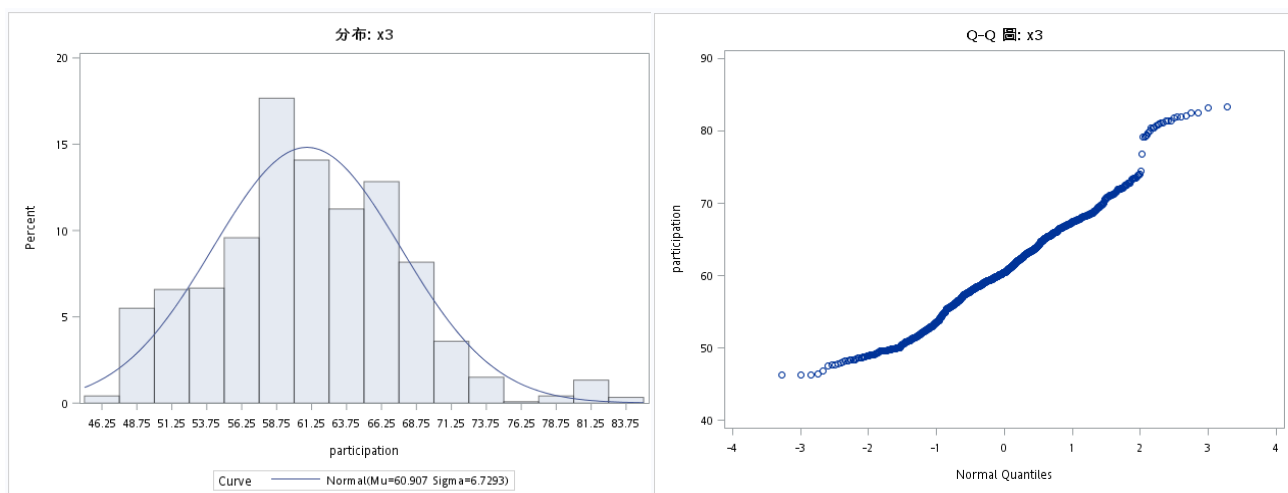 分布: x3
20
15
10
5
0
Percent
46.25 48.75 51.25 53.75 56.25 58.75 61.25 63.75 66.25 68.75 71.25 73.75 76.25 78.75 81.25 83.75
participation
Curve Normal(Mu=60.907 Sigma=6.7293)
Q-Q 圖: x3
90
80
70
60
50
40
participation
-4 -3 -2 -1 0 1 2 3 4
Normal Quantiles